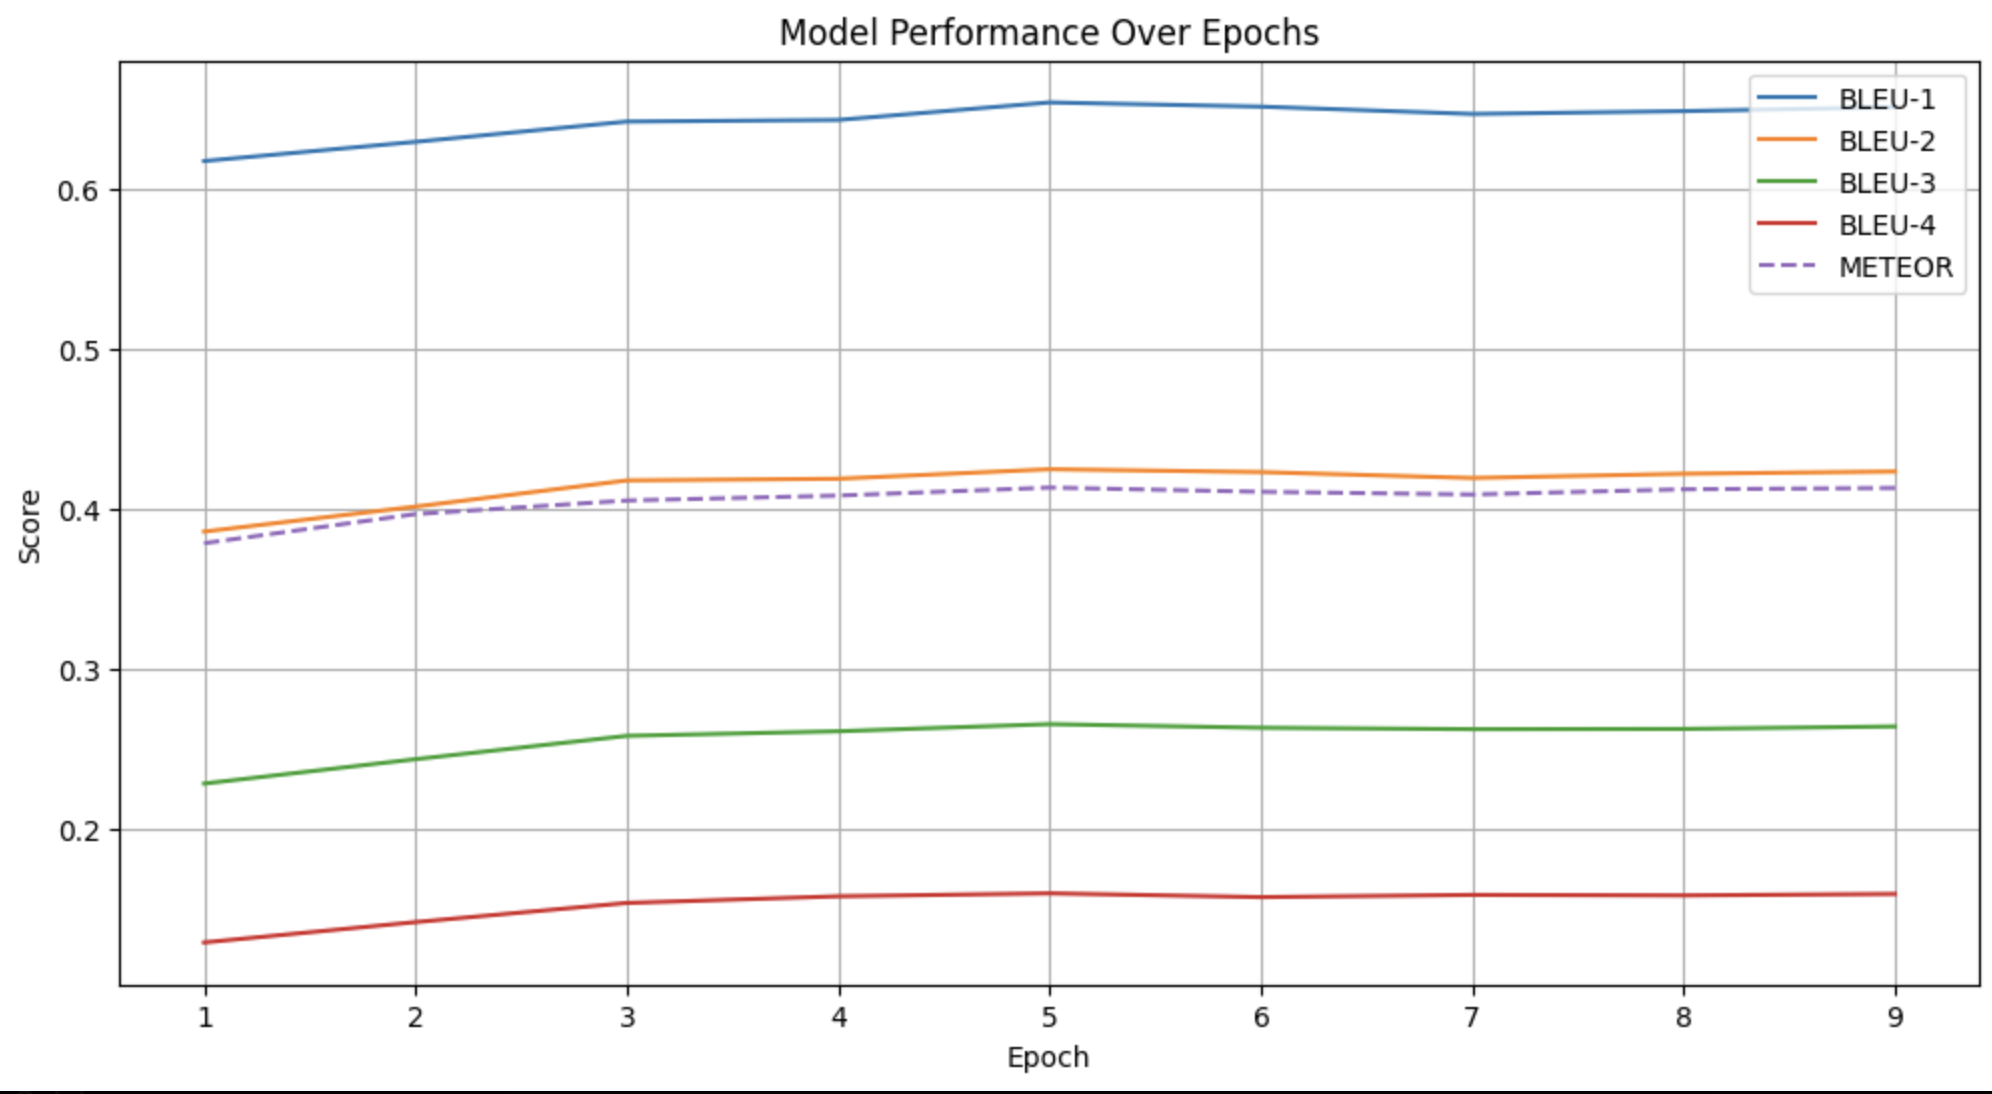 Model Performance Over Epochs
BLEU-1
BLEU-2
BLEU-3
BLEU-4
METEOR
0.6
0.5
0.4
0.3
0.2
Score
1 2 3 4 5 6 7 8 9
Epoch